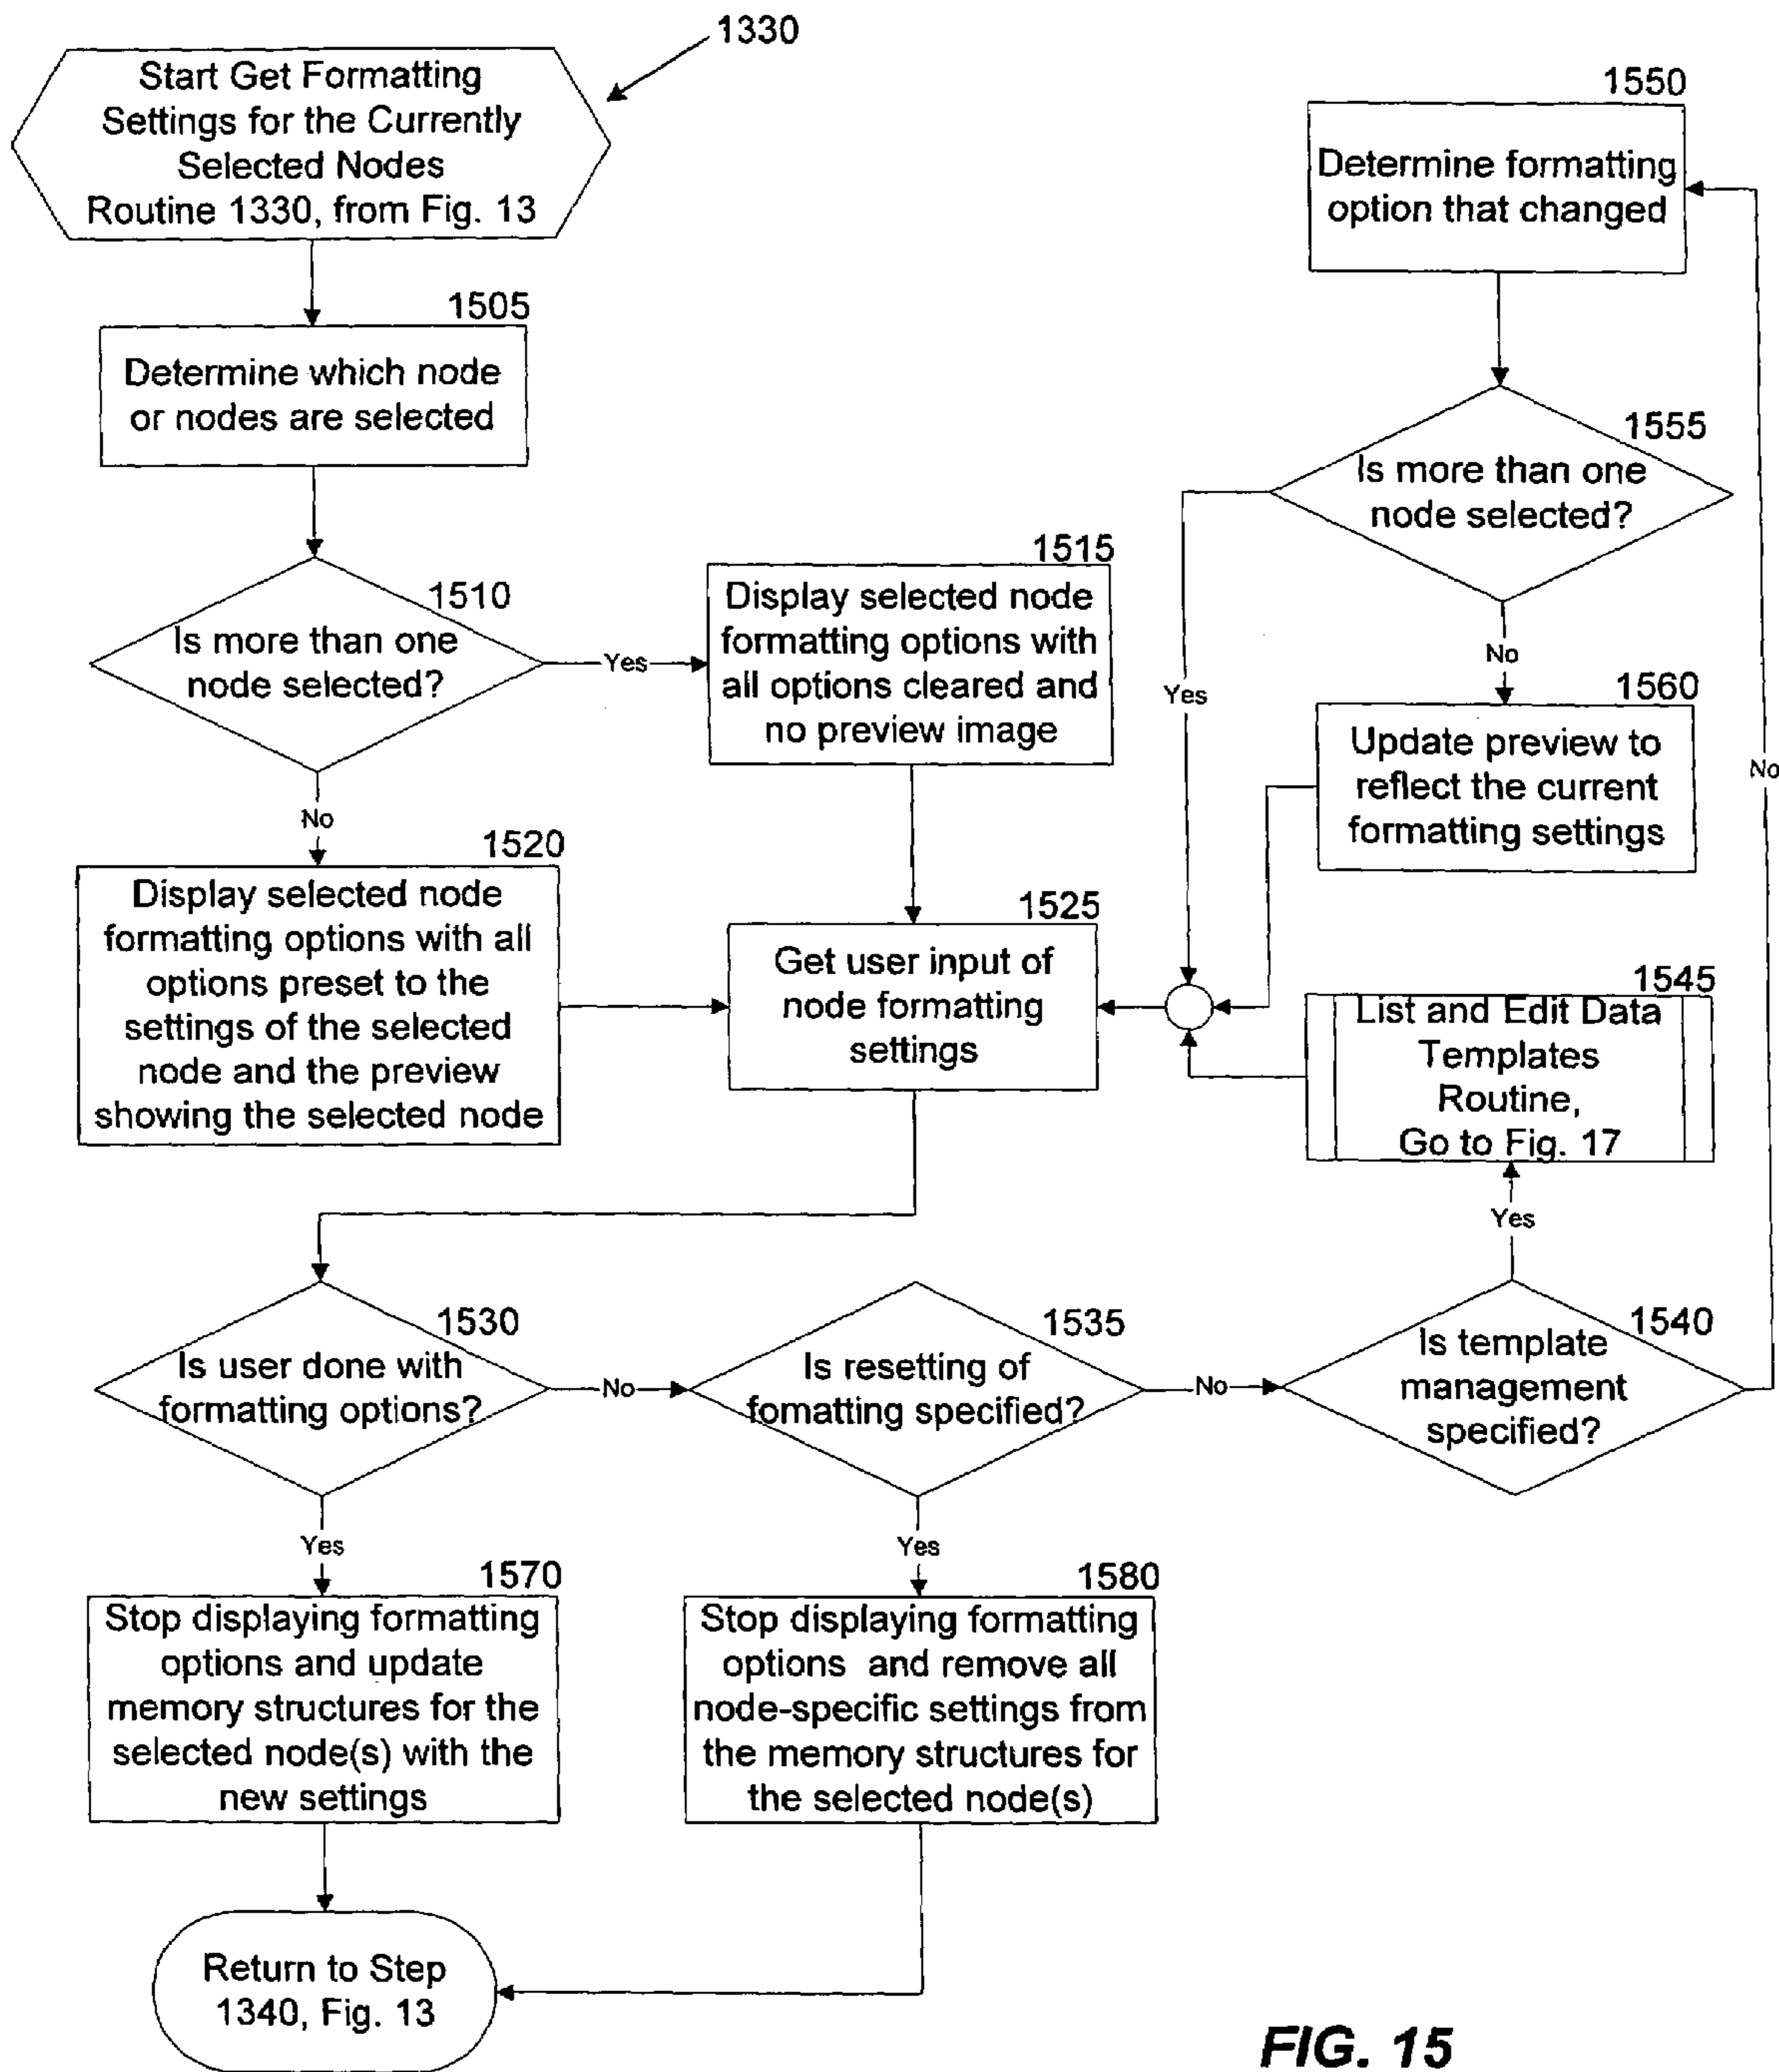 1330
Start Get Formatting
Settings for the Currently
Selected Nodes
Routine 1330, from Fig. 13
1505
Determine which node
or nodes are selected
1510
Is more than one
node selected?
Yes
No
1515
Display selected node
formatting options with
all options cleared and
no preview image
1520
Display selected node
formatting options with all
options preset to the
settings of the selected
node and the preview
showing the selected node
1525
Get user input of
node formatting
settings
1550
Determine formatting
option that changed
1555
Is more than one
node selected?
Yes
No
1560
Update preview to
reflect the current
formatting settings
No
1545
List and Edit Data
Templates
Routine,
Go to Fig. 17
Yes
1530
Is user done with
formatting options?
No
1535
Is resetting of
fomatting specified?
No
1540
Is template
management
specified?
Yes
1570
Stop displaying formatting
options and update
memory structures for the
selected node(s) with the
new settings
Yes
1580
Stop displaying formatting
options and remove all
node-specific settings from
the memory structures for
the selected node(s)
Return to Step
1340, Fig. 13
FIG. 15